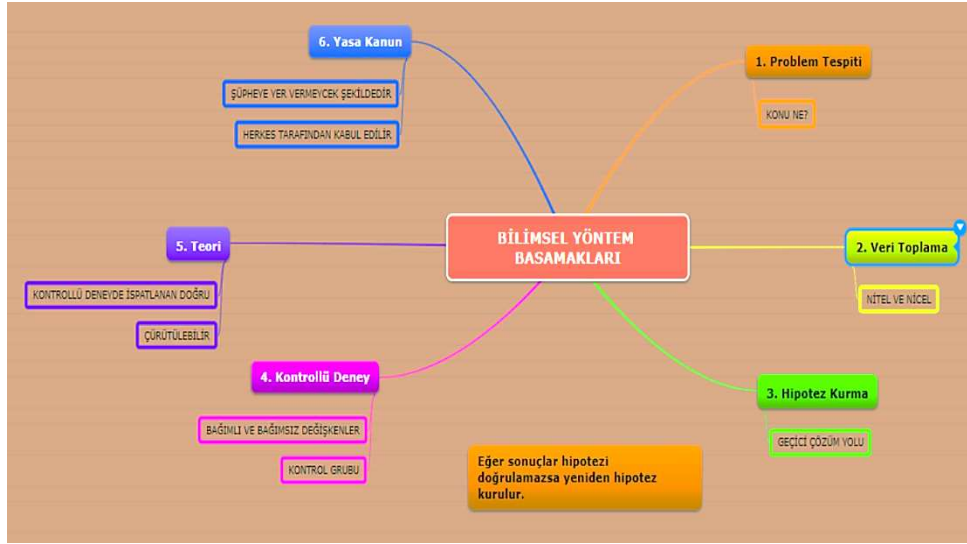 BİLİMSEL YÖNTEM
BASAMAKLARI
1. Problem Tespiti
KONU NE?
2. Veri Toplama
NİTEL VE NİCEL
3. Hipotez Kurma
GEÇİCİ ÇÖZÜM YOLU
4. Kontrollü Deney
BAĞIMLI VE BAĞIMSIZ DEĞİŞKENLER
KONTROL GRUBU
5. Teori
KONTROLLÜ DENEYDE İSPATLANAN DOĞRU
ÇÜRÜTÜLEBİLİR
6. Yasa Kanun
ŞÜPHEYE YER VERMEYCEK ŞEKİLDEDİR
HERKES TARAFINDAN KABUL EDİLİR
Eğer sonuçlar hipotezi
doğrulamazsa yeniden hipotez
kurulur.